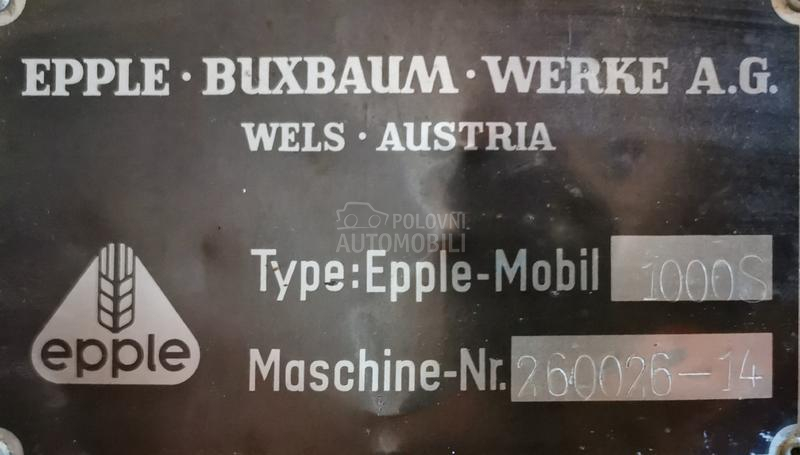 EPPLE · BUXBAUM · WERKE A.G.
WELS · AUSTRIA
POLOVNI
AUTOMOBILI
Type: Epple-Mobil 1000S
epple
Maschine-Nr. 260026-14